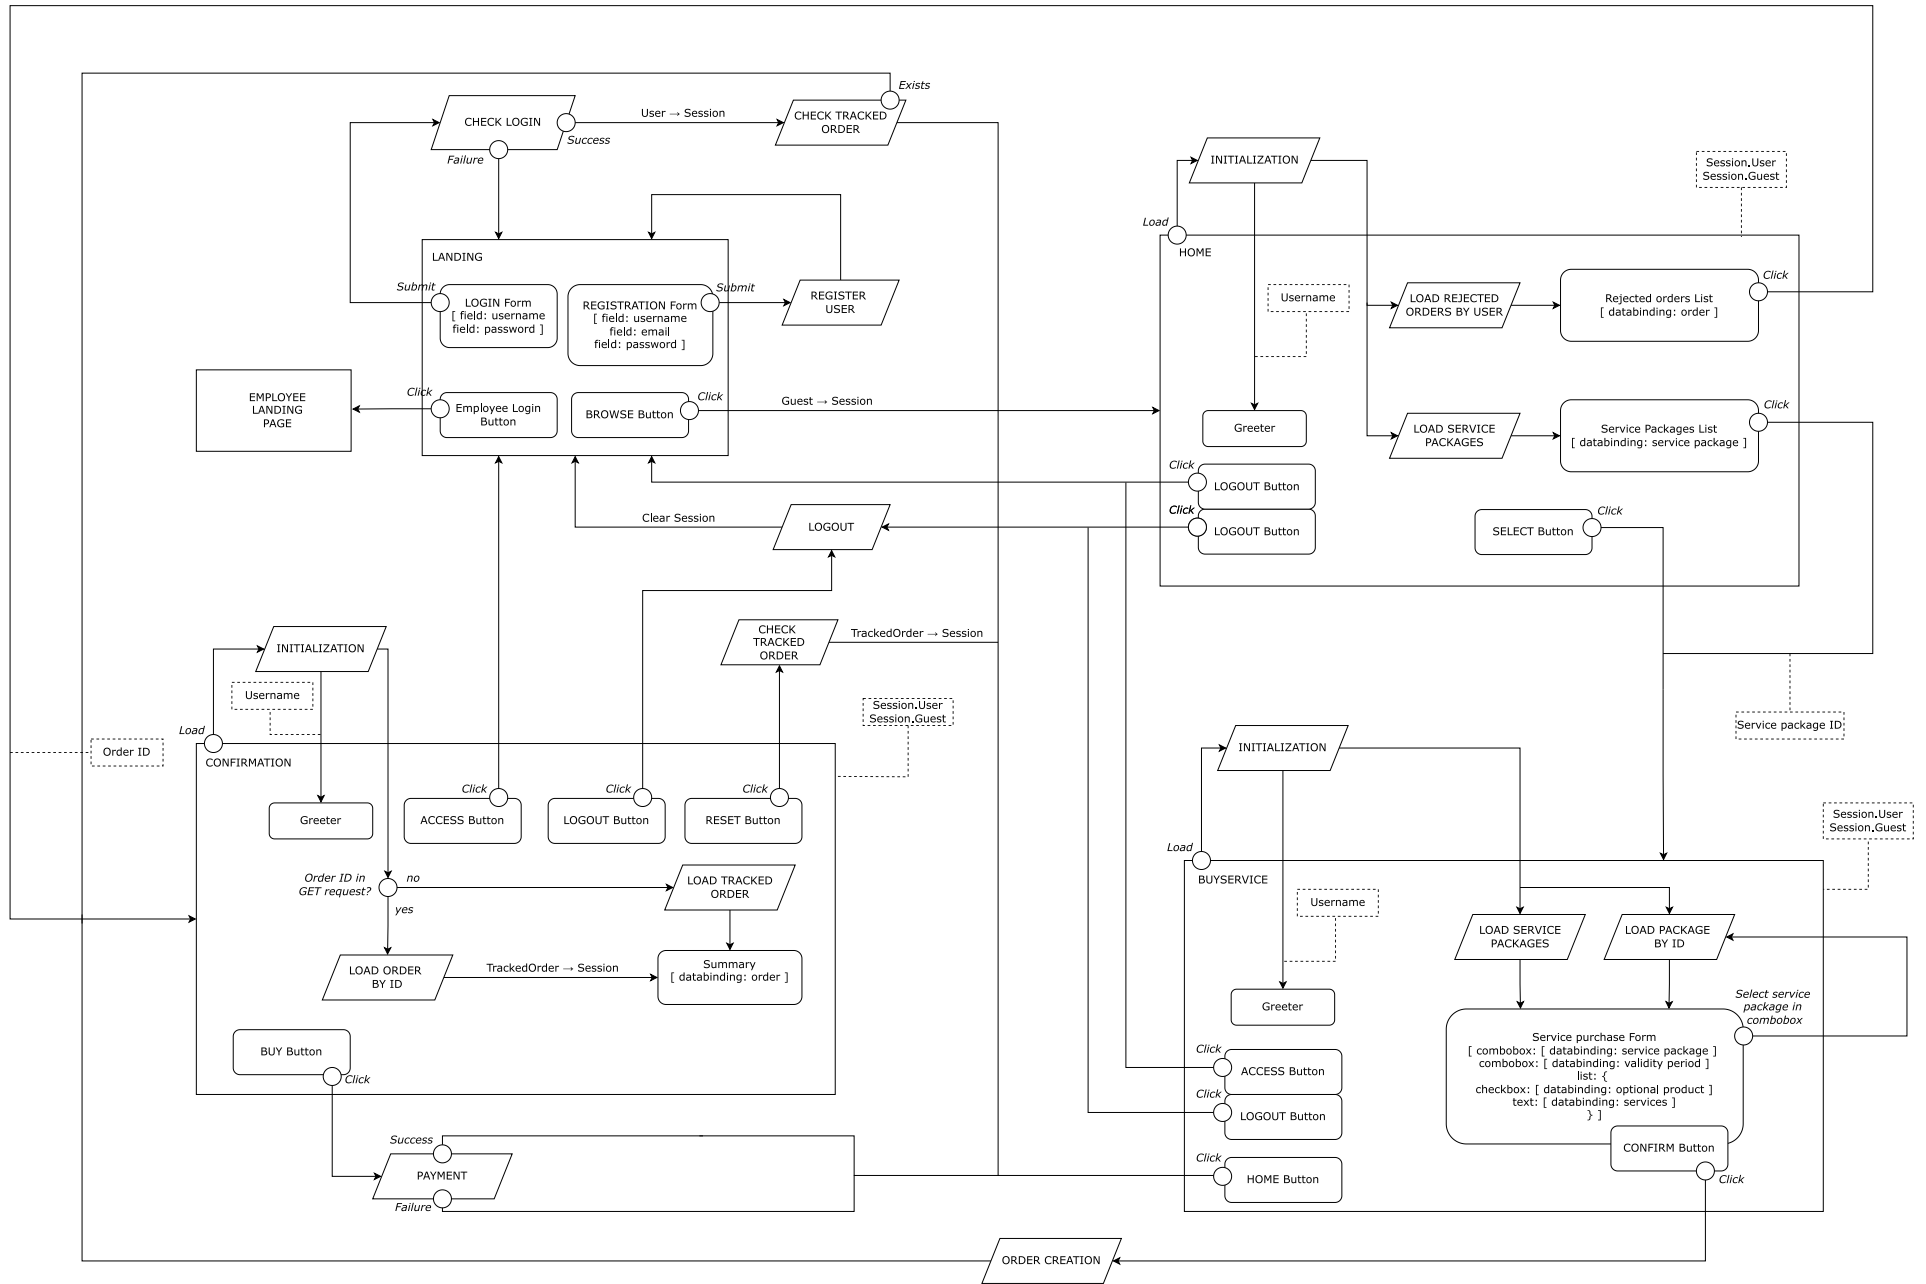 Exists
CHECK LOGIN
User → Session
CHECK TRACKED
ORDER
Success
Failure
LANDING
Submit
LOGIN Form
[ field: username
field: password ]
REGISTRATION Form
[ field: username
field: email
field: password ]
Submit
REGISTER
USER
EMPLOYEE
LANDING
PAGE
Click
Employee Login
Button
BROWSE Button
Click
Guest → Session
Clear Session
LOGOUT
INITIALIZATION
Session.User
Session.Guest
Load
HOME
Username
LOAD REJECTED
ORDERS BY USER
Rejected orders List
[ databinding: order ]
Click
Greeter
LOAD SERVICE
PACKAGES
Service Packages List
[ databinding: service package ]
Click
Click
LOGOUT Button
Click
LOGOUT Button
SELECT Button
Click
Service package ID
INITIALIZATION
Username
CHECK
TRACKED
ORDER
TrackedOrder → Session
Session.User
Session.Guest
Load
Order ID
CONFIRMATION
Greeter
Click
ACCESS Button
Click
LOGOUT Button
Click
RESET Button
Order ID in
GET request?
no
yes
LOAD TRACKED
ORDER
LOAD ORDER
BY ID
TrackedOrder → Session
Summary
[ databinding: order ]
BUY Button
Click
Success
PAYMENT
Failure
INITIALIZATION
Session.User
Session.Guest
Load
BUYSERVICE
Username
LOAD SERVICE
PACKAGES
LOAD PACKAGE
BY ID
Greeter
Select service
package in
combobox
Service purchase Form
[ combobox: [ databinding: service package ]
combobox: [ databinding: validity period ]
list: {
checkbox: [ databinding: optional product ]
text: [ databinding: services ]
} ]
Click
ACCESS Button
Click
LOGOUT Button
CONFIRM Button
Click
Click
HOME Button
ORDER CREATION